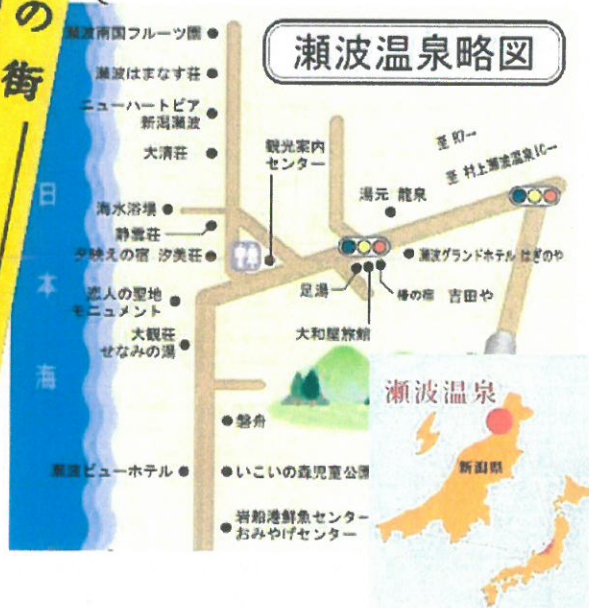 の
街
瀬波温泉略図
瀬波南国フルーツ園
瀬波はまなす荘
ニューハートピア
新潟瀬波
大清荘
観光案内
センター
至 R7→
至 村上瀬波温泉IC→
湯元 龍泉
海水浴場
静雲荘
夕映えの宿 汐美荘
瀬波グランドホテル はぎのや
足湯
椿の宿 吉田や
大和屋旅館
恋人の聖地
モニュメント
大観荘
せなみの湯
日本海
磐舟
瀬波ビューホテル
いこいの森児童公園
岩船港鮮魚センター
おみやげセンター
瀬波温泉
新潟県